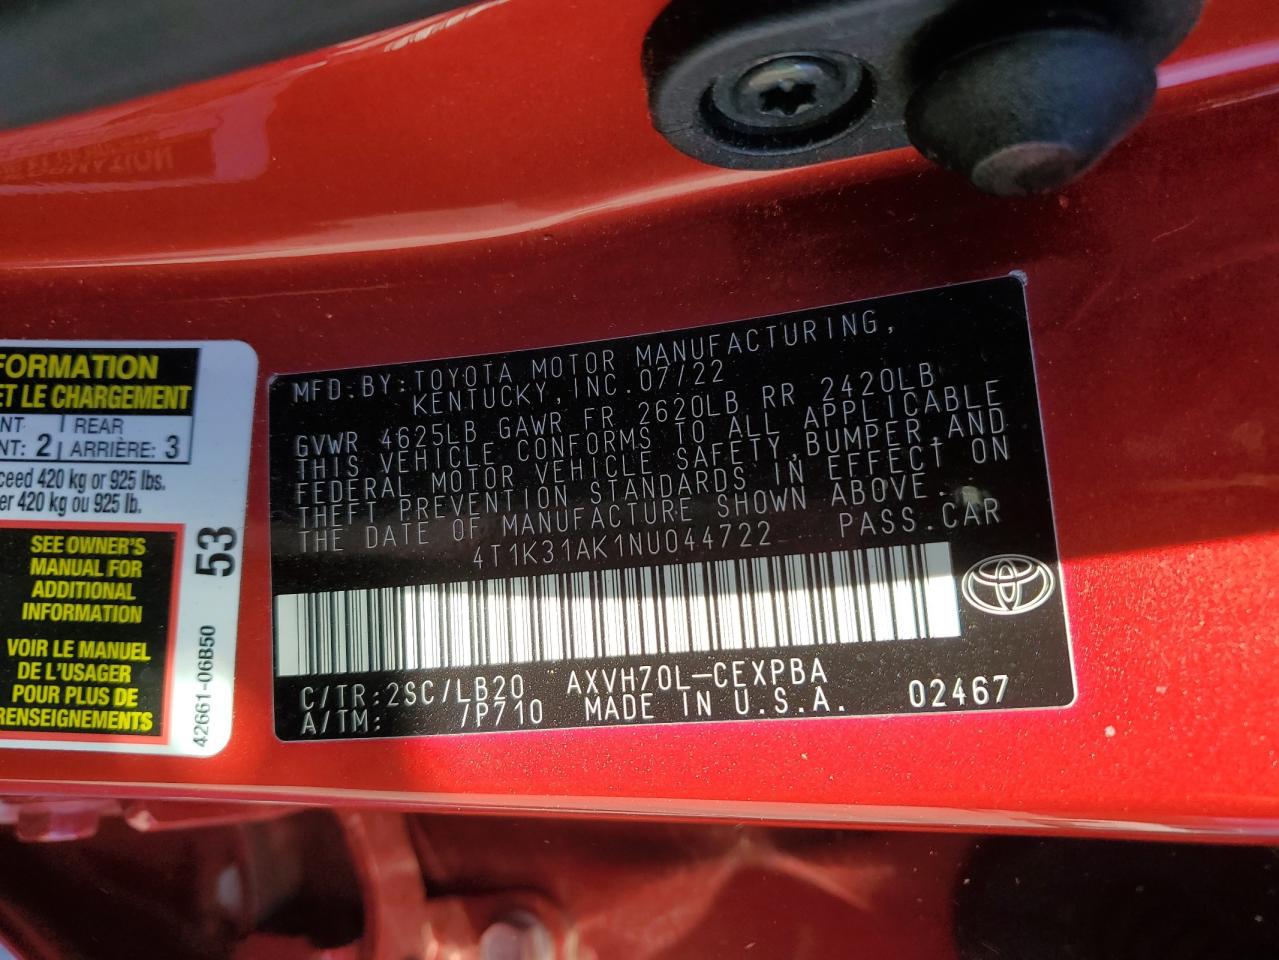 FORMATION
ET LE CHARGEMENT
REAR
NT: 2 ARRIÈRE: 3
ceed 420 kg or 925 lbs.
er 420 kg ou 925 lb.
SEE OWNER'S
MANUAL FOR
ADDITIONAL
INFORMATION
VOIR LE MANUEL
DE L'USAGER
POUR PLUS DE
RENSEIGNEMENTS
53
42661-06B50
MFD.BY:TOYOTA MOTOR MANUFACTURING,
KENTUCKY,INC.07/22
GVWR 4625LB GAWR FR 2620LB RR 2420LB
THIS VEHICLE CONFORMS TO ALL APPLICABLE
FEDERAL MOTOR VEHICLE SAFETY,BUMPER,AND
THEFT PREVENTION STANDARDS IN EFFECT ON
THE DATE OF MANUFACTURE SHOWN ABOVE.
4T1K31AK1NU044722 PASS.CAR
C/TR:2SC/LB20 AXVH70L-CEXPBA
A/TM: /P710 MADE IN U.S.A. 02467